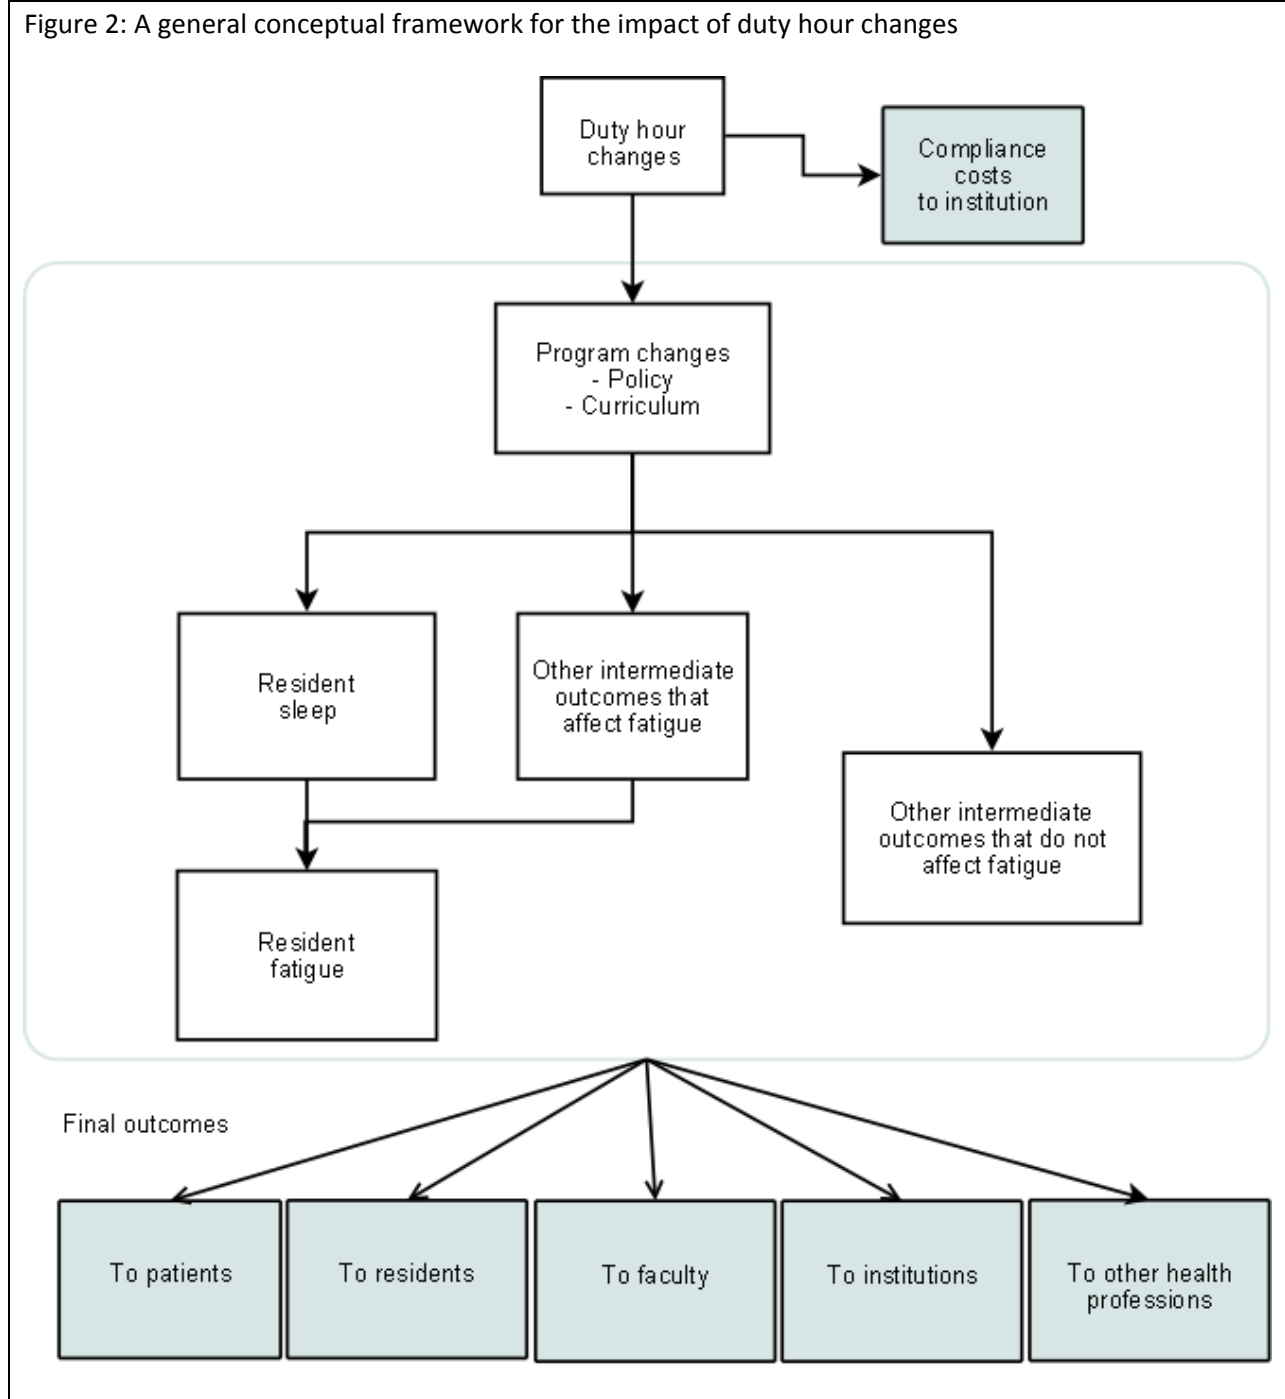 Figure 2: A general conceptual framework for the impact of duty hour changes
Duty hour
changes
Compliance
costs
to institution
Program changes
- Policy
- Curriculum
Resident
sleep
Other intermediate
outcomes that
affect fatigue
Other intermediate
outcomes that do not
affect fatigue
Resident
fatigue
Final outcomes
To patients
To residents
To faculty
To institutions
To other health
professions